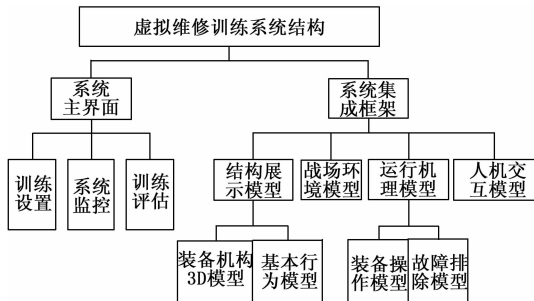 虚拟维修训练系统结构
系统
主界面
系统集
成框架
训练
设置
系统
监控
训练
评估
结构展
示模型
战场环
境模型
运行机
理模型
人机交
互模型
装备机构
3D模型
基本行
为模型
装备操
作模型
故障排
除模型